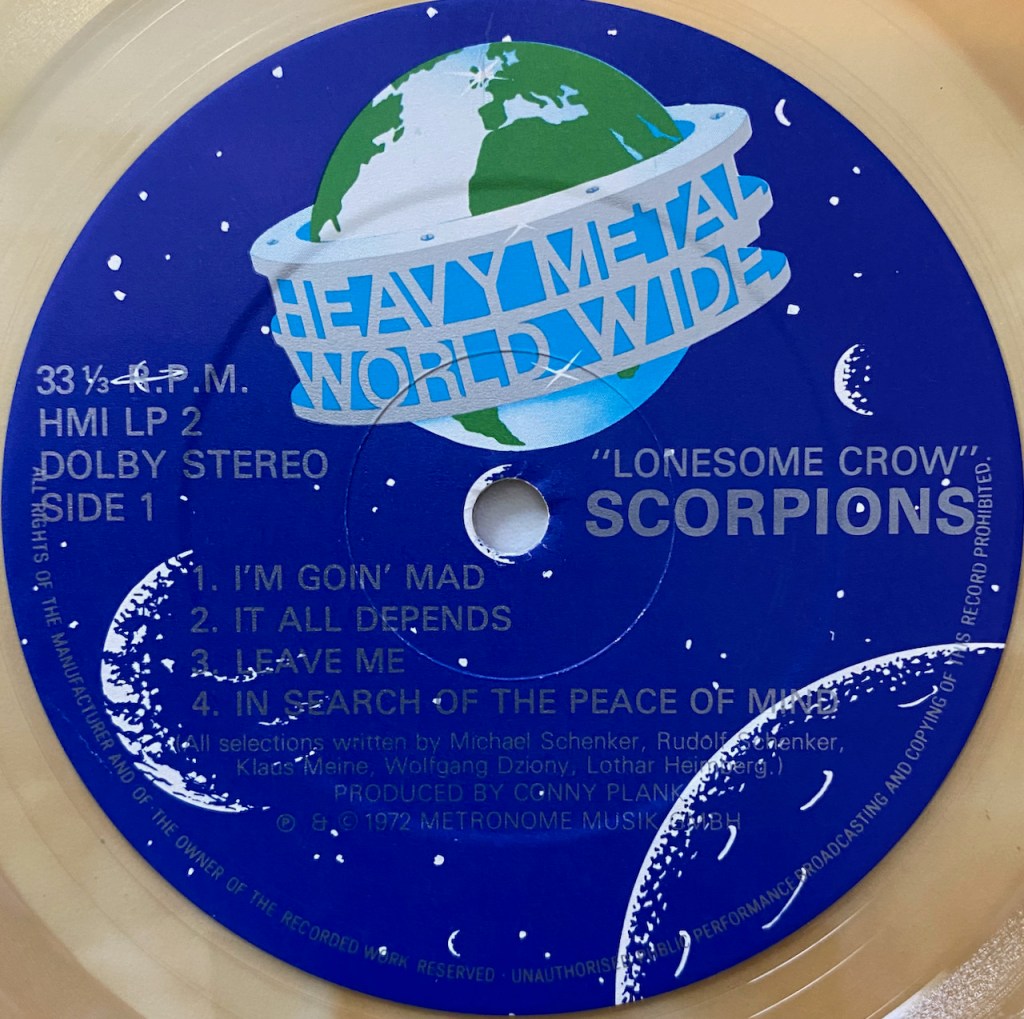 HEAVY METAL
WORLD WIDE
33 ⅓ R.P.M.
HMI LP 2
DOLBY STEREO
SIDE 1
"LONESOME CROW"
SCORPIONS
1. I'M GOIN' MAD
2. IT ALL DEPENDS
3. LEAVE ME
4. IN SEARCH OF THE PEACE OF MIND
(All selections written by Michael Schenker, Rudolf Schenker,
Klaus Meine, Wolfgang Dziony, Lothar Heimberg.)
PRODUCED BY CONNY PLANK
℗ & © 1972 METRONOME MUSIK GMBH
ALL RIGHTS OF THE MANUFACTURER AND OF THE OWNER OF THE RECORDED WORK RESERVED · UNAUTHORISED PUBLIC PERFORMANCE, BROADCASTING AND COPYING OF THIS RECORD PROHIBITED.